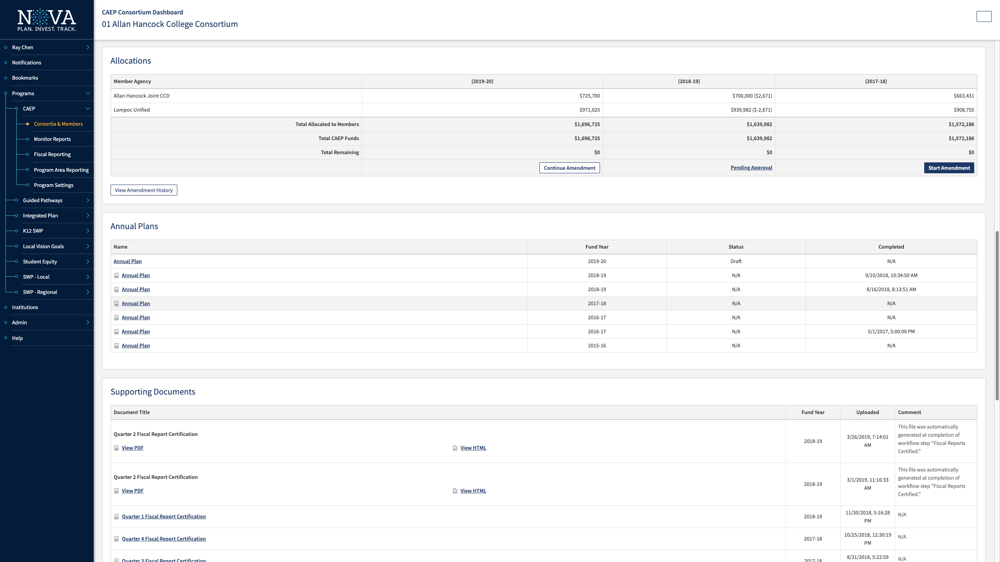 NOVA
PLAN. INVEST. TRACK.
Ray Chen
Notifications
Bookmarks
Programs
CAEP
Consortia & Members
Monitor Reports
Fiscal Reporting
Program Area Reporting
Program Settings
Guided Pathways
Integrated Plan
K12 SWP
Local Vision Goals
Student Equity
SWP - Local
SWP - Regional
Institutions
Admin
Help
CAEP Consortium Dashboard
01 Allan Hancock College Consortium
Allocations
Member Agency (2019-20) (2018-19) (2017-18)
Allan Hancock Joint CCD $725,700 $700,000 ($2,671) $663,431
Lompoc Unified $971,025 $939,982 ($-2,671) $908,755
Total Allocated to Members $1,696,725 $1,639,982 $1,572,186
Total CAEP Funds $1,696,725 $1,639,982 $1,572,186
Total Remaining $0 $0 $0
Continue Amendment Pending Approval Start Amendment
View Amendment History
Annual Plans
Name Fund Year Status Completed
Annual Plan 2019-20 Draft N/A
Annual Plan 2018-19 N/A 9/10/2018, 10:34:50 AM
Annual Plan 2018-19 N/A 8/16/2018, 8:13:51 AM
Annual Plan 2017-18 N/A N/A
Annual Plan 2016-17 N/A N/A
Annual Plan 2016-17 N/A 5/1/2017, 5:00:00 PM
Annual Plan 2015-16 N/A N/A
Supporting Documents
Document Title Fund Year Uploaded Comment
Quarter 2 Fiscal Report Certification
View PDF View HTML
2018-19
3/26/2019, 7:14:01
AM
This file was automatically
generated at completion of
workflow step "Fiscal Reports
Certified."
Quarter 2 Fiscal Report Certification
View PDF View HTML
2018-19
3/1/2019, 11:16:33
AM
This file was automatically
generated at completion of
workflow step "Fiscal Reports
Certified."
Quarter 1 Fiscal Report Certification
2018-19
11/30/2018, 5:16:28
PM
N/A
Quarter 4 Fiscal Report Certification
2017-18
10/25/2018, 12:30:19
PM
N/A
Quarter 3 Fiscal Report Certification
2017-18
8/31/2018, 5:22:59
N/A